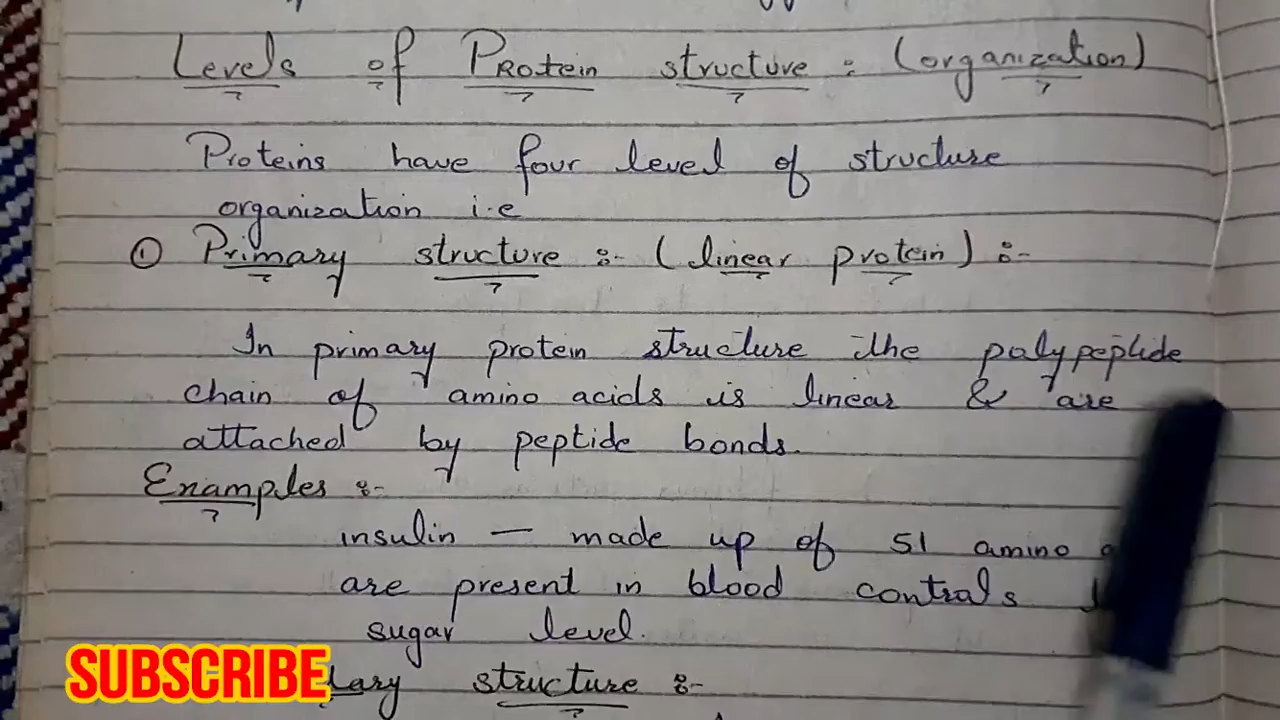 Levels of Protein structure : (organization)
Proteins have four level of structure
organization i.e
① Primary structure :- (linear protein) :-
In primary protein structure the polypeptide
chain of amino acids is linear & are
attached by peptide bonds.
Examples :-
insulin — made up of 51 amino
are present in blood controls
sugar level.
structure :-
SUBSCRIBE